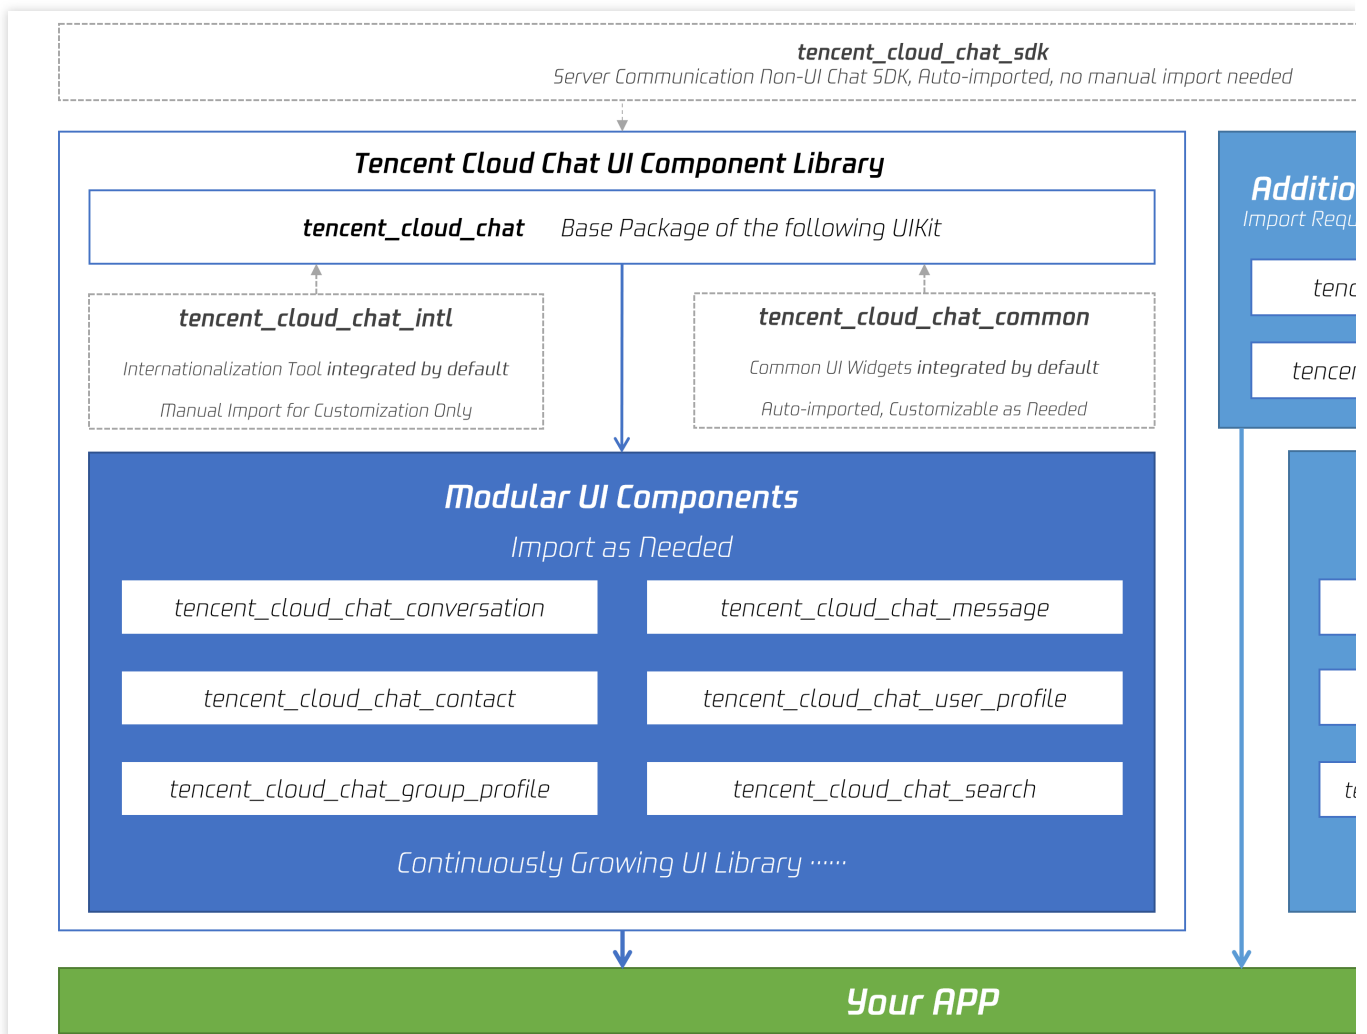 tencent_cloud_chat_sdk
Server Communication Non-UI Chat SDK, Auto-imported, no manual import needed
Tencent Cloud Chat UI Component Library
tencent_cloud_chat Base Package of the following UIKit
tencent_cloud_chat_intl
Internationalization Tool integrated by default
Manual Import for Customization Only
tencent_cloud_chat_common
Common UI Widgets integrated by default
Auto-imported, Customizable as Needed
Modular UI Components
Import as Needed
tencent_cloud_chat_conversation
tencent_cloud_chat_message
tencent_cloud_chat_contact
tencent_cloud_chat_user_profile
tencent_cloud_chat_group_profile
tencent_cloud_chat_search
Continuously Growing UI Library ······
Import
Your APP